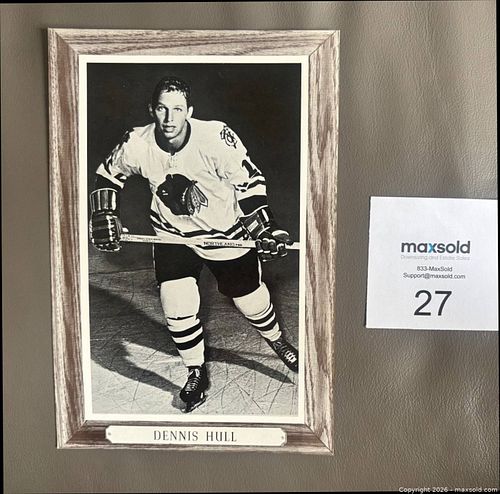 NORTHLAND
DENNIS HULL
maxsold
Downsizing and Estate Sales
833-MaxSold
Support@maxsold.com
27
Copyright 2026 - maxsold.com